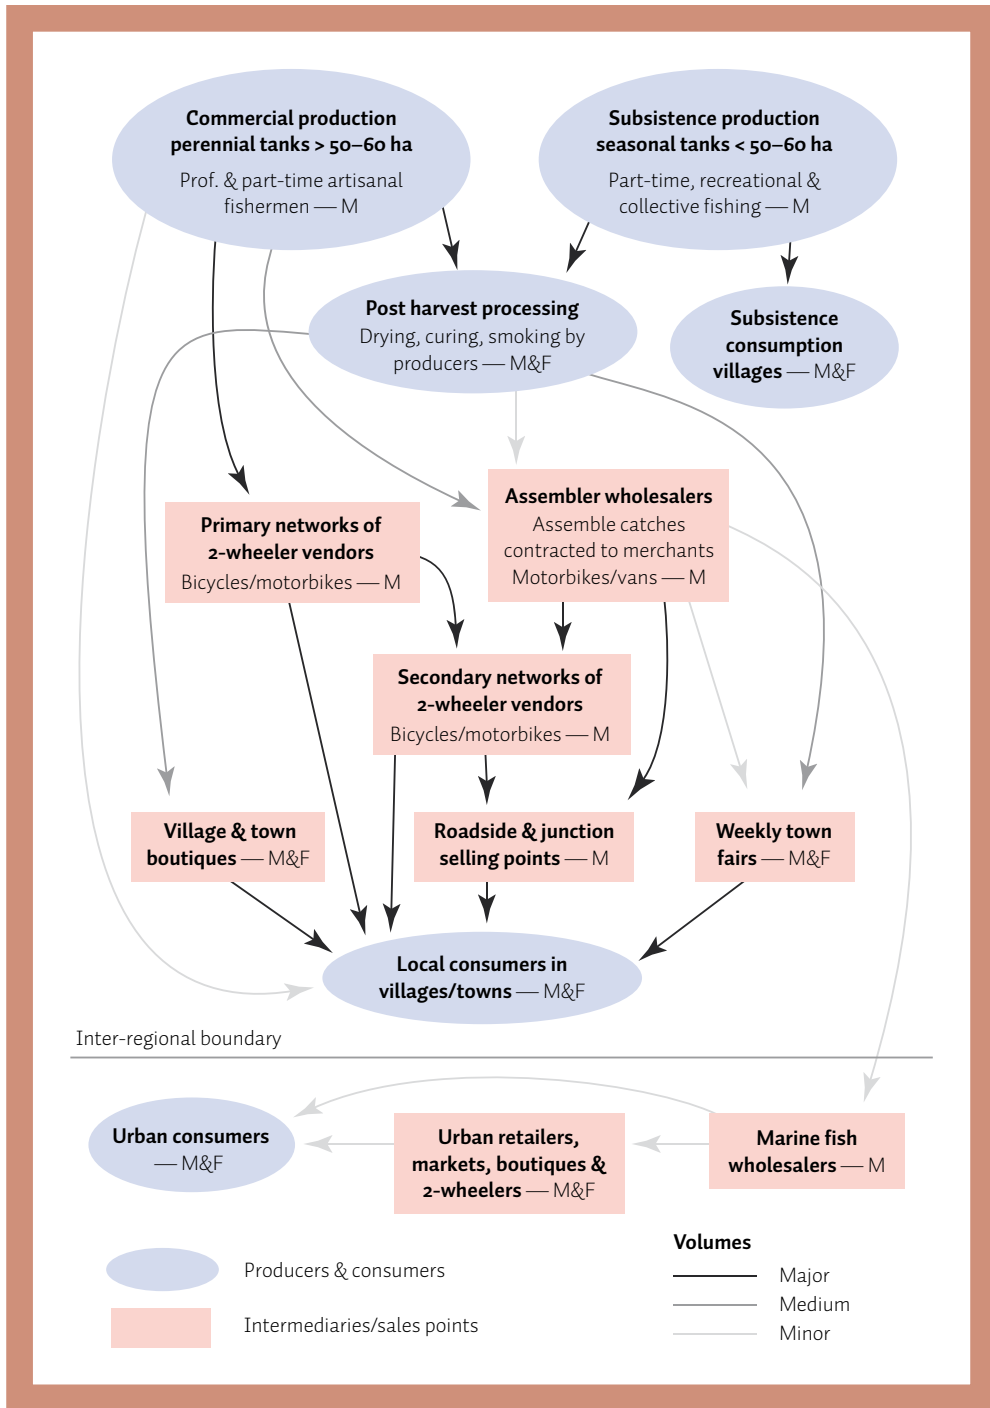 Commercial production
perennial tanks > 50–60 ha
Prof. & part-time artisanal
fishermen — M
Subsistence production
seasonal tanks < 50–60 ha
Part-time, recreational &
collective fishing — M
Post harvest processing
Drying, curing, smoking by
producers — M&F
Subsistence
consumption
villages — M&F
Assembler wholesalers
Assemble catches
contracted to merchants
Motorbikes/vans — M
Primary networks of
2-wheeler vendors
Bicycles/motorbikes — M
Secondary networks of
2-wheeler vendors
Bicycles/motorbikes — M
Village & town
boutiques — M&F
Roadside & junction
selling points — M
Weekly town
fairs — M&F
Local consumers in
villages/towns — M&F
Inter-regional boundary
Urban consumers
— M&F
Urban retailers,
markets, boutiques &
2-wheelers — M&F
Marine fish
wholesalers — M
Producers & consumers
Intermediaries/sales points
Volumes
Major
Medium
Minor